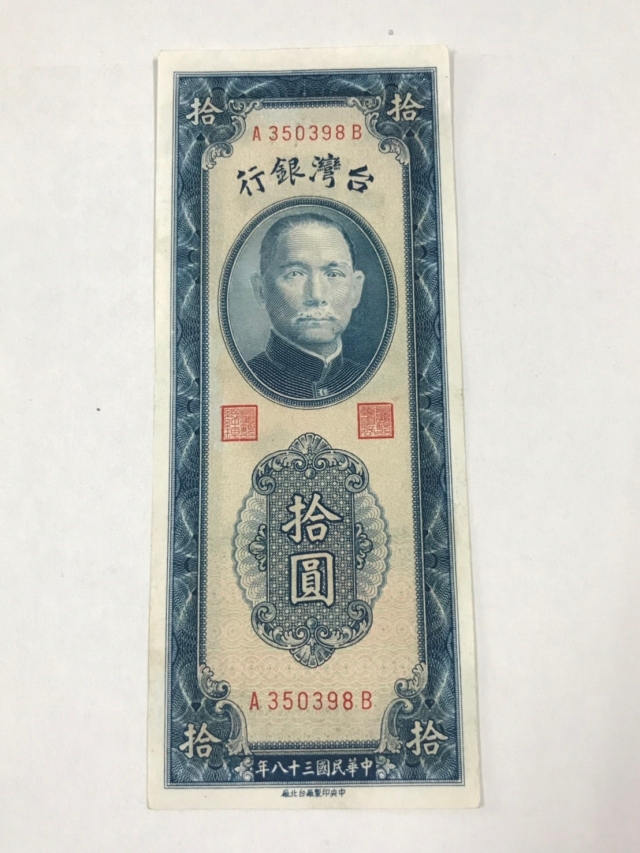 拾 拾
A 350398 B
台灣銀行
拾圓
A 350398 B
拾 拾
中華民國三十八年
中央印製廠台北廠